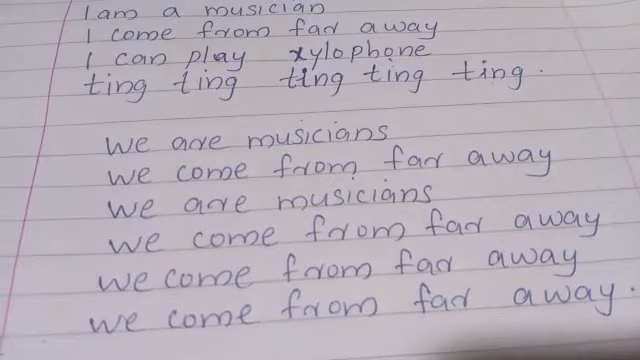 I am a musician
I come from far away
I can play xylophone
ting ting ting ting ting.
We are musicians
We come from far away
We are musicians
We come from far away
We come from far away
We come from far away.